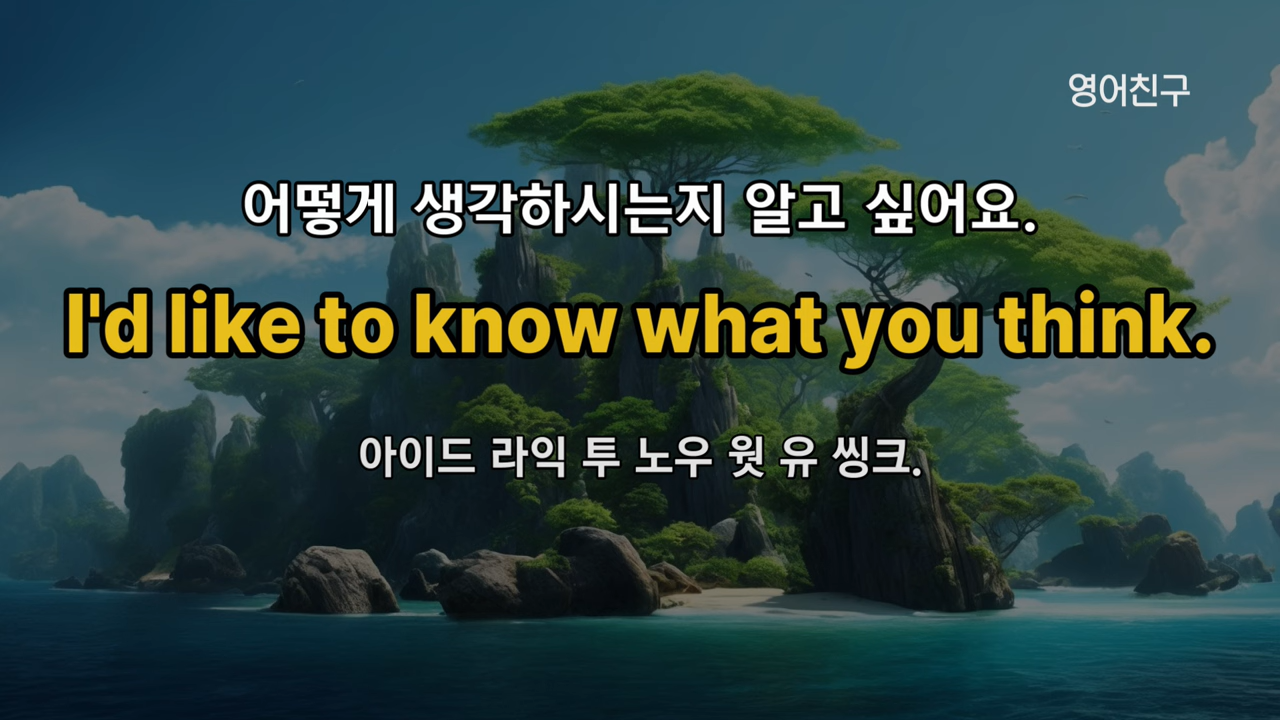 영어친구
어떻게 생각하시는지 알고 싶어요.
I'd like to know what you think.
아이드 라익 투 노우 웟 유 씽크.